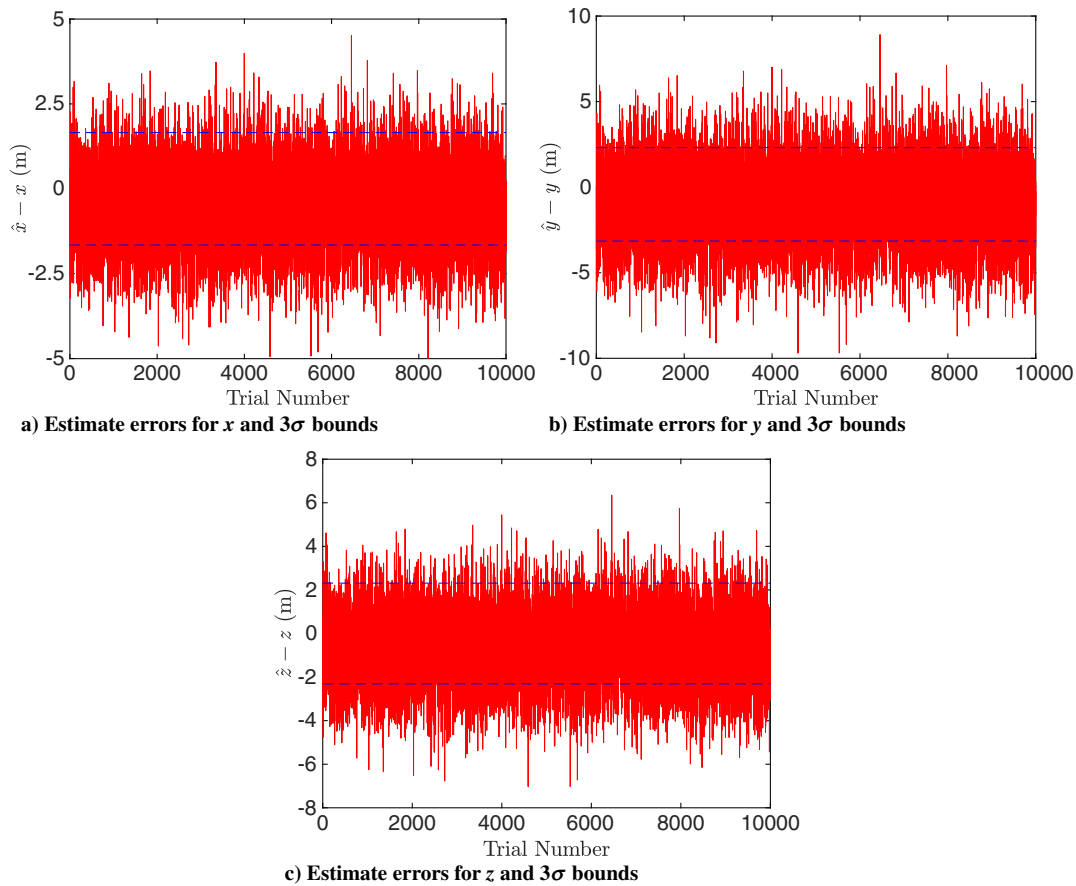 5
2.5
0
-2.5
-5
x̂ − x (m)
0 2000 4000 6000 8000 10000
Trial Number
a) Estimate errors for x and 3σ bounds
10
5
0
-5
-10
ŷ − y (m)
0 2000 4000 6000 8000 10000
Trial Number
b) Estimate errors for y and 3σ bounds
8
6
4
2
0
-2
-4
-6
-8
ẑ − z (m)
0 2000 4000 6000 8000 10000
Trial Number
c) Estimate errors for z and 3σ bounds